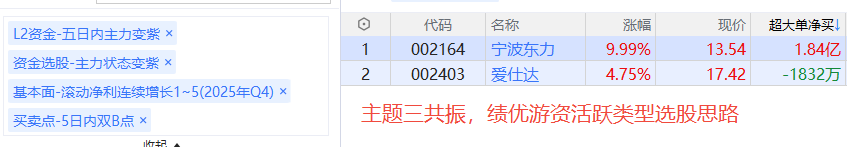 L2资金-五日内主力变紫 ×
资金选股-主力状态变紫 ×
基本面-滚动净利连续增长1~5(2025年Q4) ×
买卖点-5日内双B点 ×
收起
代码 名称 涨幅 现价 超大单净买↓
1 002164 宁波东力 9.99% 13.54 1.84亿
2 002403 爱仕达 4.75% 17.42 -1832万
主题三共振，绩优游资活跃类型选股思路